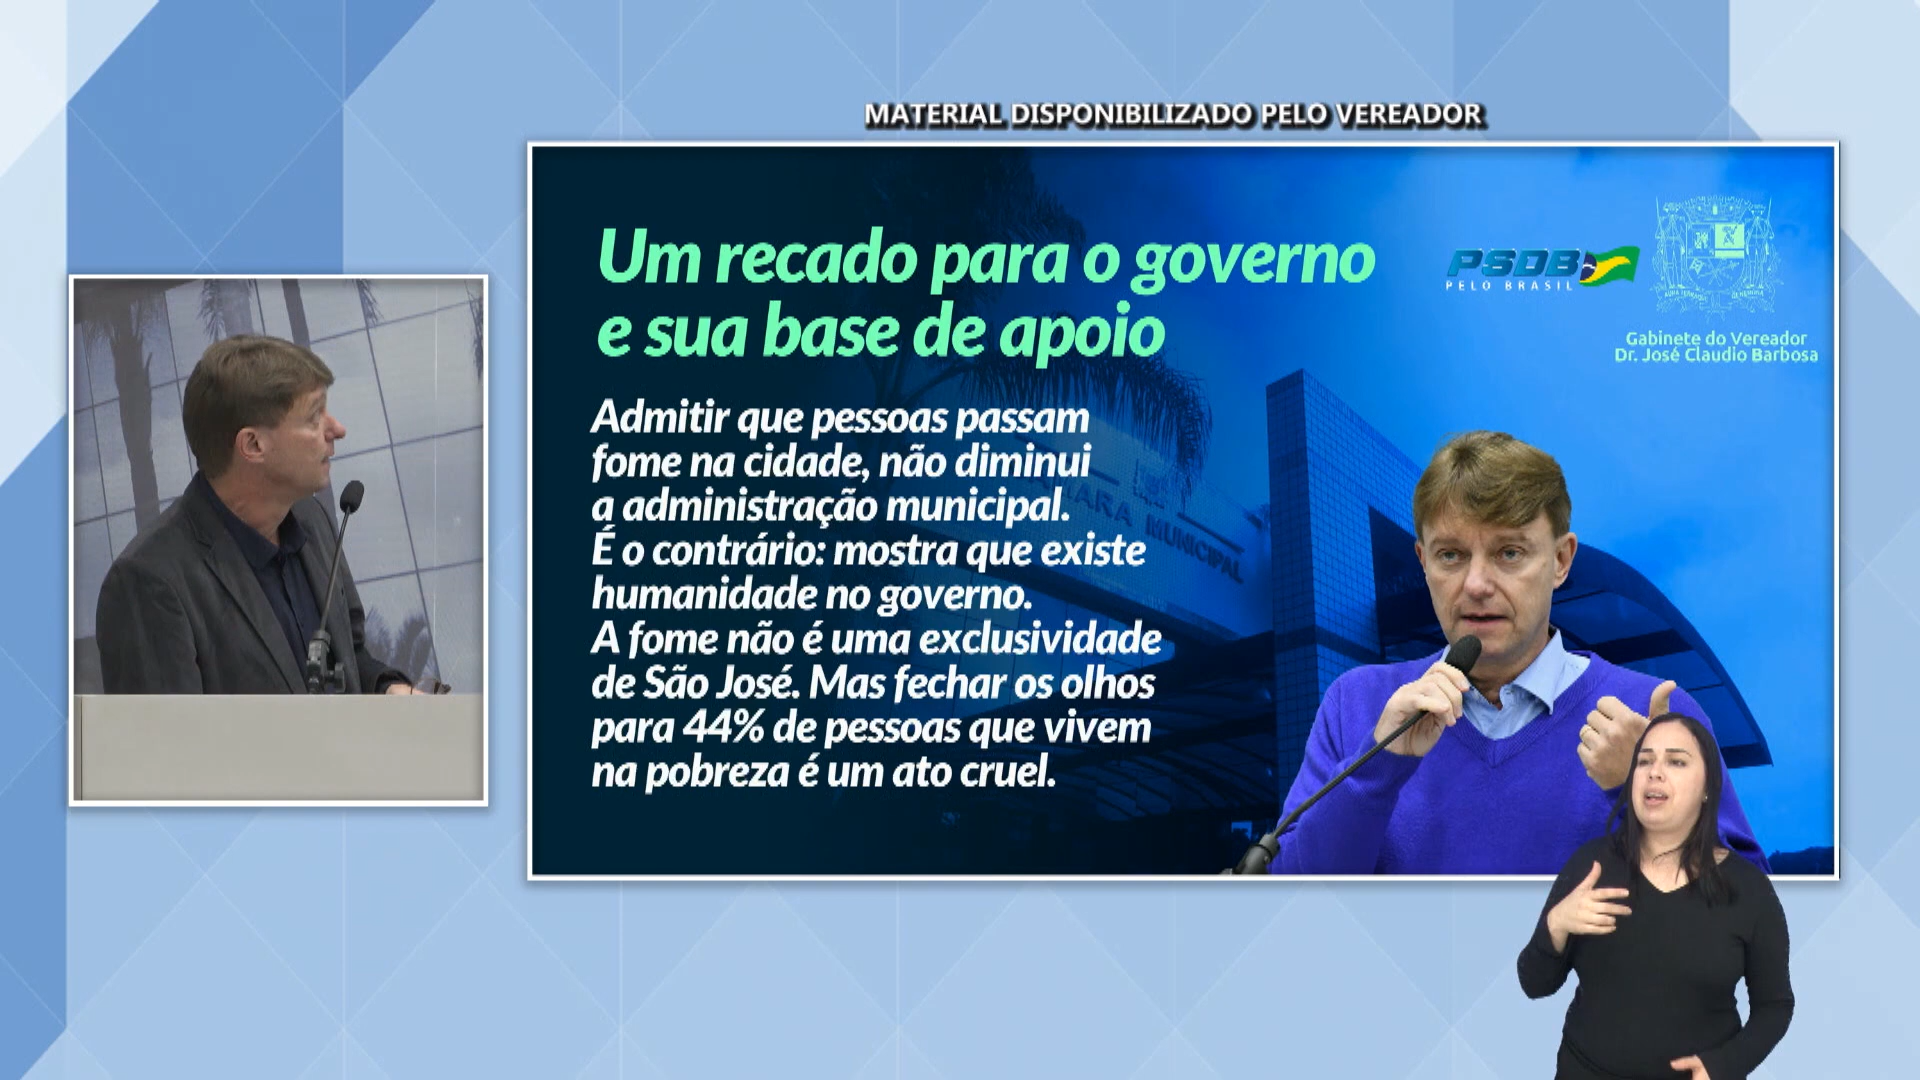 MATERIAL DISPONIBILIZADO PELO VEREADOR
Um recado para o governo
e sua base de apoio
PSDB
PELO BRASIL
Gabinete do Vereador
Dr. José Claudio Barbosa
Admitir que pessoas passam
fome na cidade, não diminui
a administração municipal.
É o contrário: mostra que existe
humanidade no governo.
A fome não é uma exclusividade
de São José. Mas fechar os olhos
para 44% de pessoas que vivem
na pobreza é um ato cruel.
CÂMARA MUNICIPAL